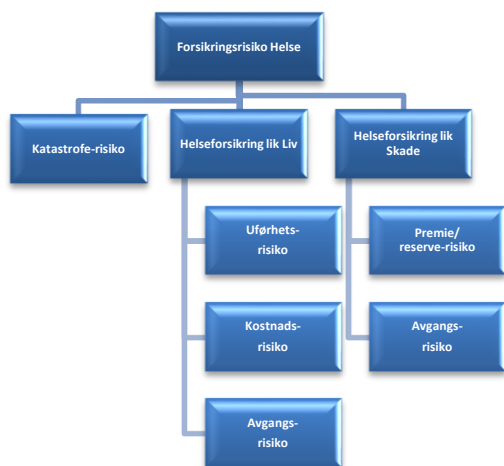 Forsikringsrisiko Helse
Katastrofe-risiko
Helseforsikring lik Liv
Helseforsikring lik
Skade
Uførhets-
risiko
Premie/
reserve-risiko
Kostnads-
risiko
Avgangs-
risiko
Avgangs-
risiko